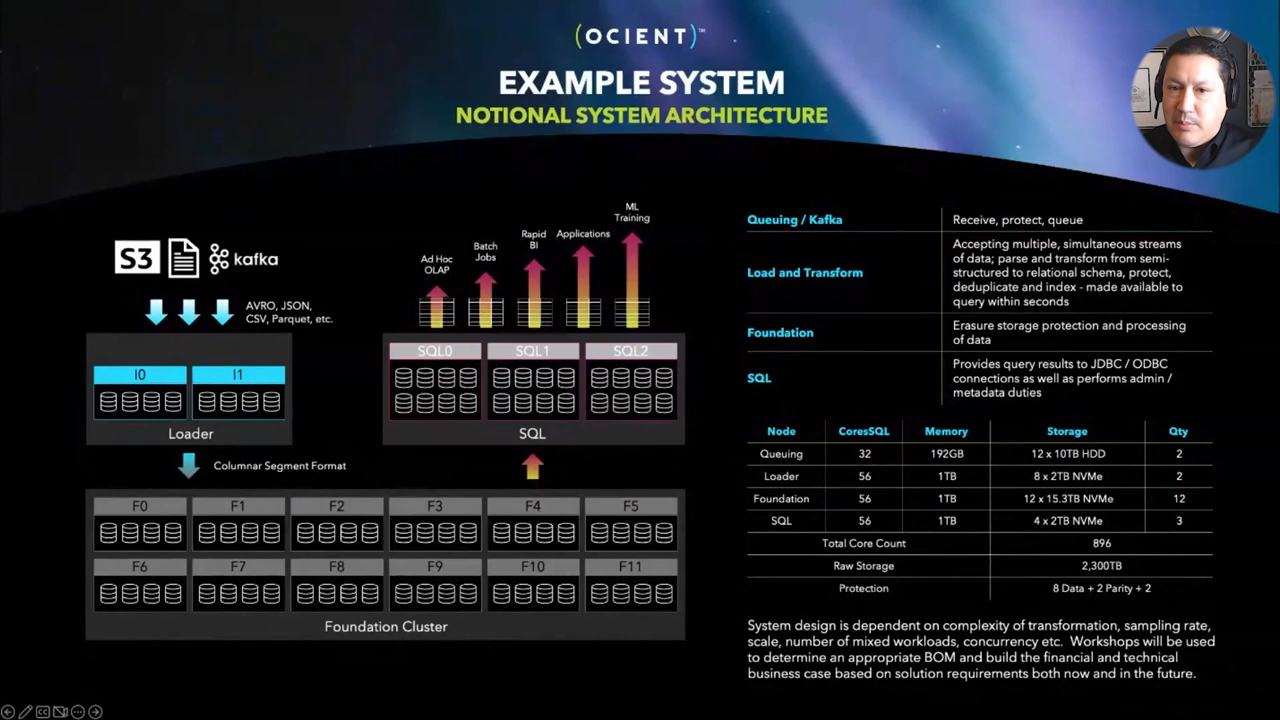 (OCIENT)™
EXAMPLE SYSTEM
NOTIONAL SYSTEM ARCHITECTURE
S3
kafka
AVRO, JSON,
CSV, Parquet, etc.
I0
I1
Loader
Columnar Segment Format
Ad Hoc
OLAP
Batch
Jobs
Rapid
BI
Applications
ML
Training
SQL0
SQL1
SQL2
SQL
F0
F1
F2
F3
F4
F5
F6
F7
F8
F9
F10
F11
Foundation Cluster
Queuing / Kafka
Receive, protect, queue
Load and Transform
Accepting multiple, simultaneous streams
of data; parse and transform from semi-
structured to relational schema, protect,
deduplicate and index - made available to
query within seconds
Foundation
Erasure storage protection and processing
of data
SQL
Provides query results to JDBC / ODBC
connections as well as performs admin /
metadata duties
Node CoresSQL Memory Storage Qty
Queuing 32 192GB 12 x 10TB HDD 2
Loader 56 1TB 8 x 2TB NVMe 2
Foundation 56 1TB 12 x 15.3TB NVMe 12
SQL 56 1TB 4 x 2TB NVMe 3
Total Core Count 896
Raw Storage 2,300TB
Protection 8 Data + 2 Parity + 2
System design is dependent on complexity of transformation, sampling rate,
scale, number of mixed workloads, concurrency etc. Workshops will be used
to determine an appropriate BOM and build the financial and technical
business case based on solution requirements both now and in the future.